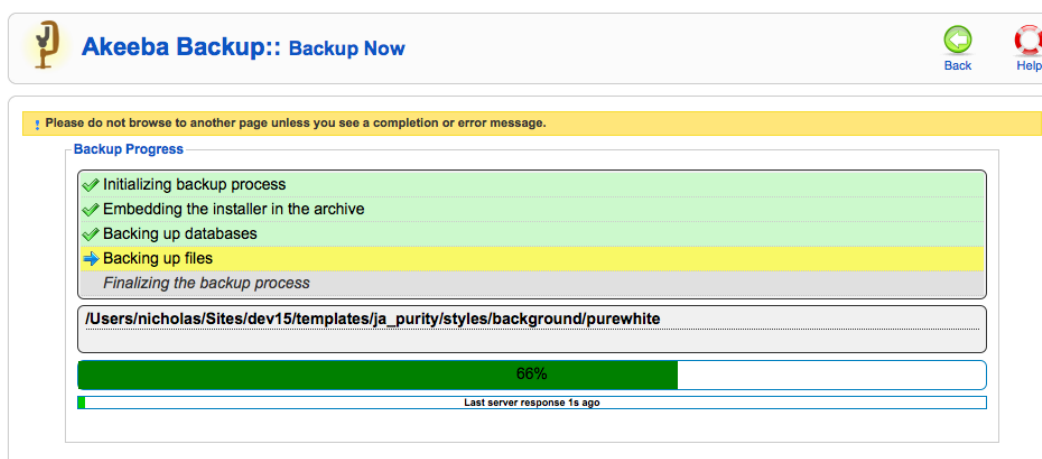 Akeeba Backup:: Backup Now
Back
Help
! Please do not browse to another page unless you see a completion or error message.
Backup Progress
Initializing backup process
Embedding the installer in the archive
Backing up databases
Backing up files
Finalizing the backup process
/Users/nicholas/Sites/dev15/templates/ja_purity/styles/background/purewhite
66%
Last server response 1s ago